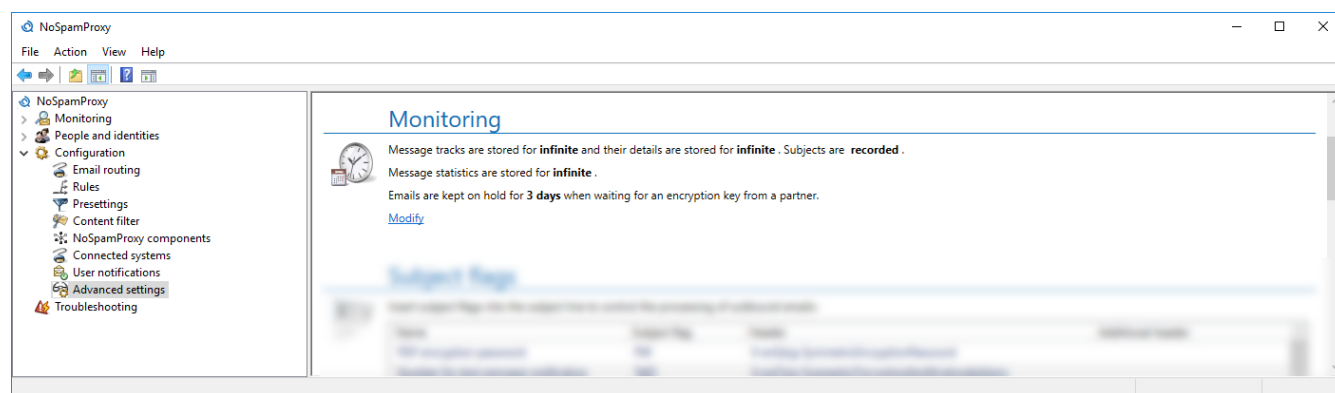 NoSpamProxy
File Action View Help
NoSpamProxy
Monitoring
People and identities
Configuration
Email routing
Rules
Presettings
Content filter
NoSpamProxy components
Connected systems
User notifications
Advanced settings
Troubleshooting
Monitoring
Message tracks are stored for infinite and their details are stored for infinite . Subjects are recorded .
Message statistics are stored for infinite .
Emails are kept on hold for 3 days when waiting for an encryption key from a partner.
Modify
Subject flags